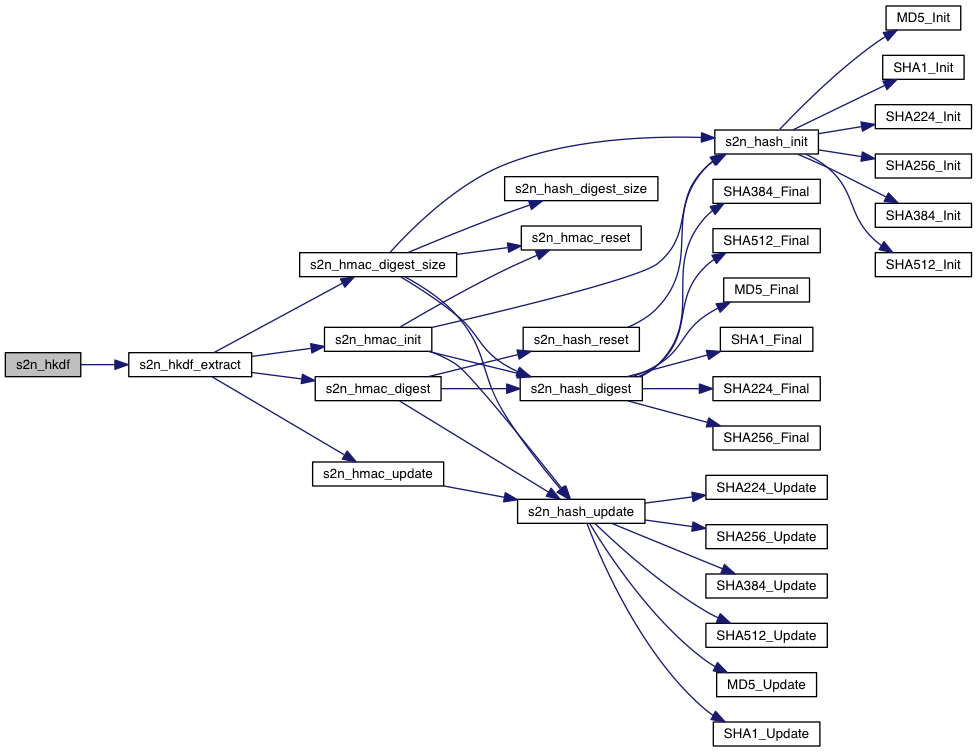 MD5_Init
SHA1_Init
SHA224_Init
s2n_hash_init
SHA256_Init
s2n_hash_digest_size
SHA384_Final
SHA384_Init
s2n_hmac_reset
SHA512_Final
s2n_hmac_digest_size
SHA512_Init
MD5_Final
s2n_hmac_init
s2n_hash_reset
SHA1_Final
s2n_hkdf
s2n_hkdf_extract
s2n_hmac_digest
s2n_hash_digest
SHA224_Final
SHA256_Final
s2n_hmac_update
SHA224_Update
s2n_hash_update
SHA256_Update
SHA384_Update
SHA512_Update
MD5_Update
SHA1_Update